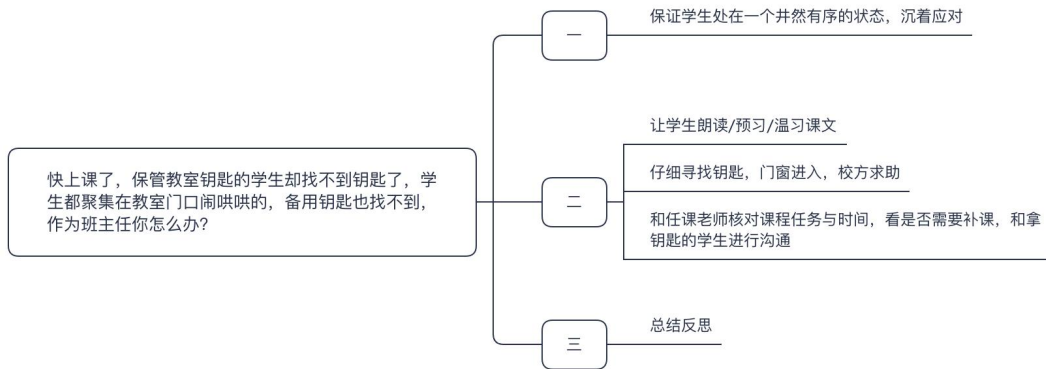 快上课了，保管教室钥匙的学生却找不到钥匙了，学
生都聚集在教室门口闹哄哄的，备用钥匙也找不到，
作为班主任你怎么办?
一
保证学生处在一个井然有序的状态，沉着应对
二
让学生朗读/预习/温习课文
仔细寻找钥匙，门窗进入，校方求助
和任课老师核对课程任务与时间，看是否需要补课，和拿
钥匙的学生进行沟通
三
总结反思